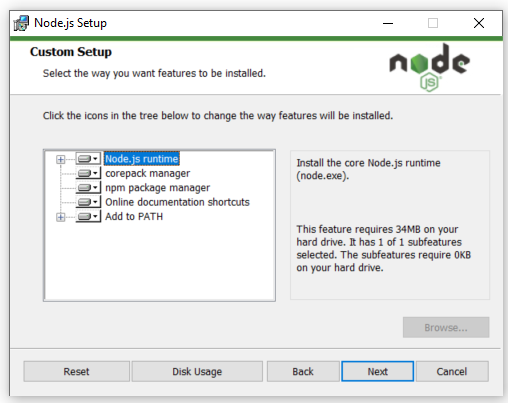 Node.js Setup
Custom Setup
Select the way you want features to be installed.
node
JS
Click the icons in the tree below to change the way features will be installed.
Node.js runtime
corepack manager
npm package manager
Online documentation shortcuts
Add to PATH
Install the core Node.js runtime
(node.exe).
This feature requires 34MB on your
hard drive. It has 1 of 1 subfeatures
selected. The subfeatures require 0KB
on your hard drive.
Browse...
Reset
Disk Usage
Back
Next
Cancel